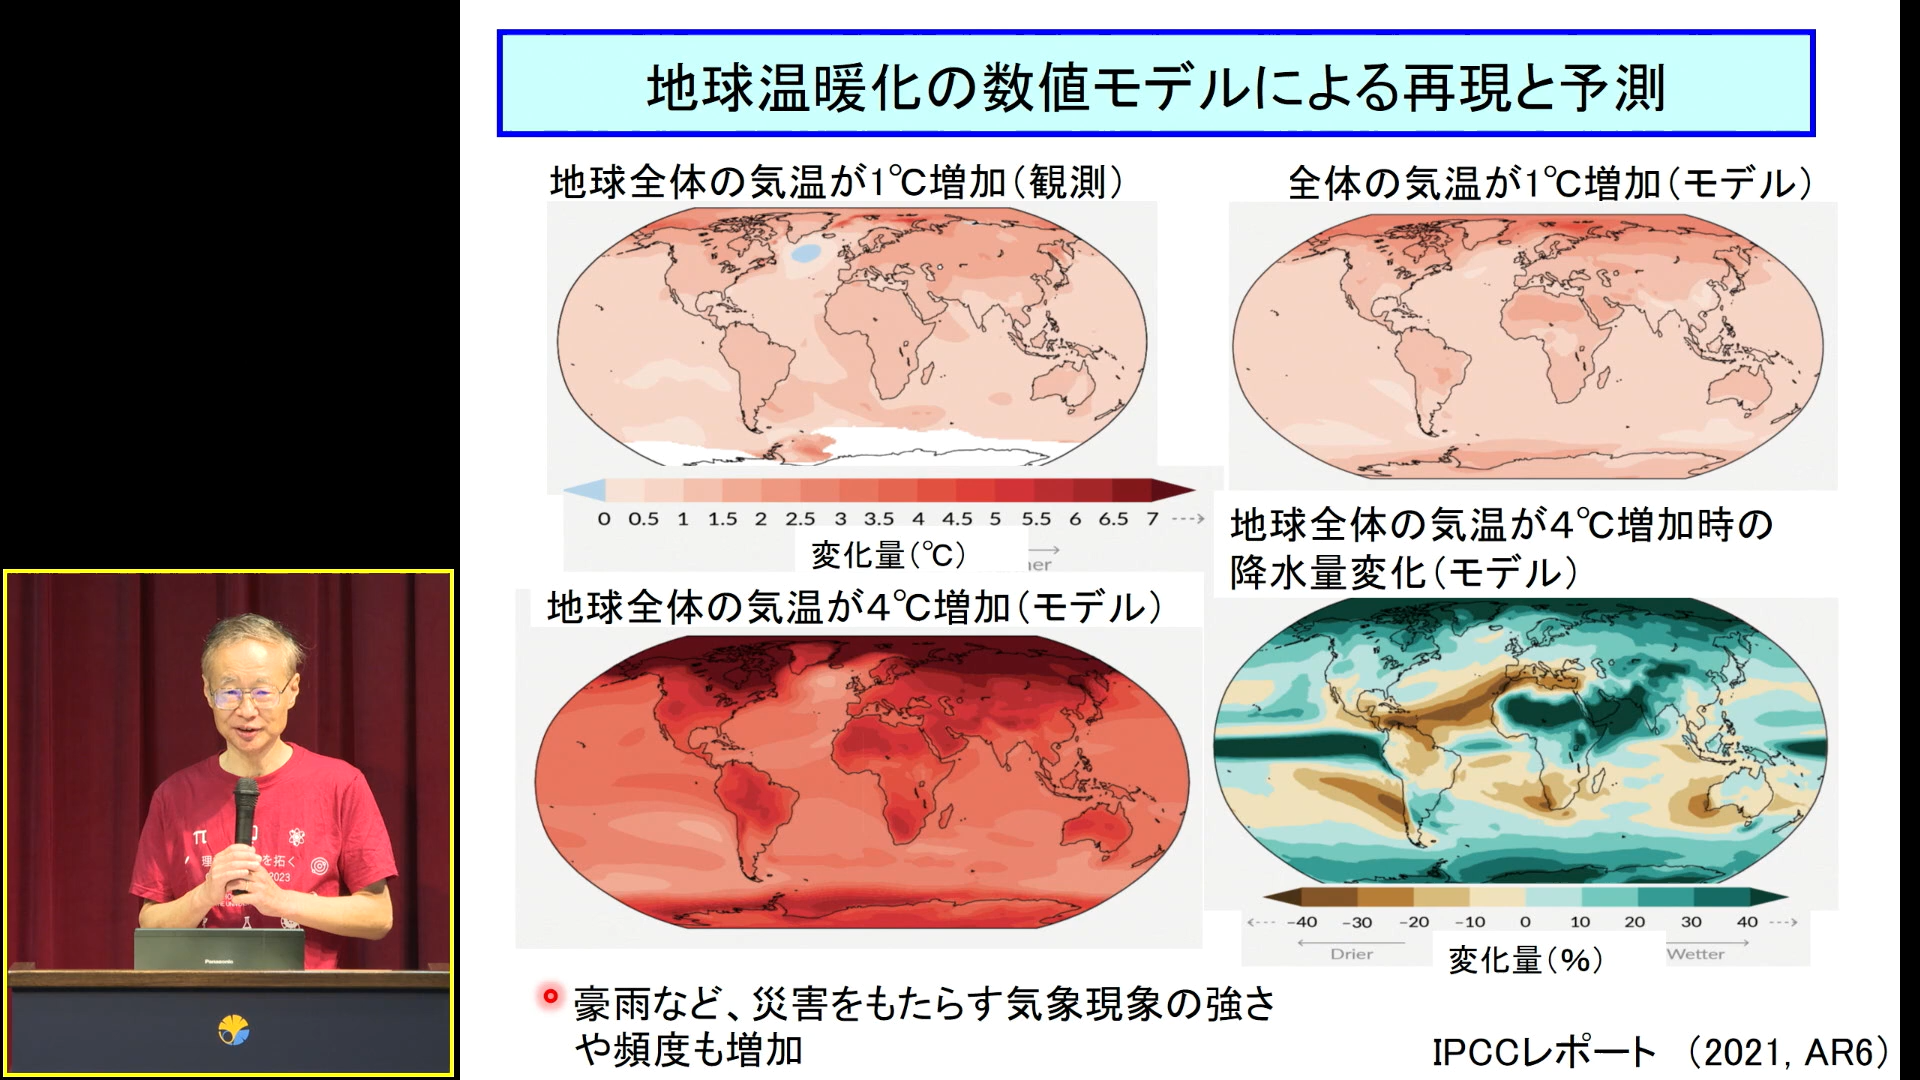 地球温暖化の数値モデルによる再現と予測
地球全体の気温が1℃増加(観測)
全体の気温が1℃増加(モデル)
0 0.5 1 1.5 2 2.5 3 3.5 4 4.5 5 5.5 6 6.5 7
変化量(℃)
地球全体の気温が4℃増加時の
降水量変化(モデル)
地球全体の気温が4℃増加(モデル)
-40 -30 -20 -10 0 10 20 30 40
Drier
変化量(%)
Wetter
豪雨など、災害をもたらす気象現象の強さ
や頻度も増加
IPCCレポート (2021, AR6)
π
を拓く
2023
Panasonic